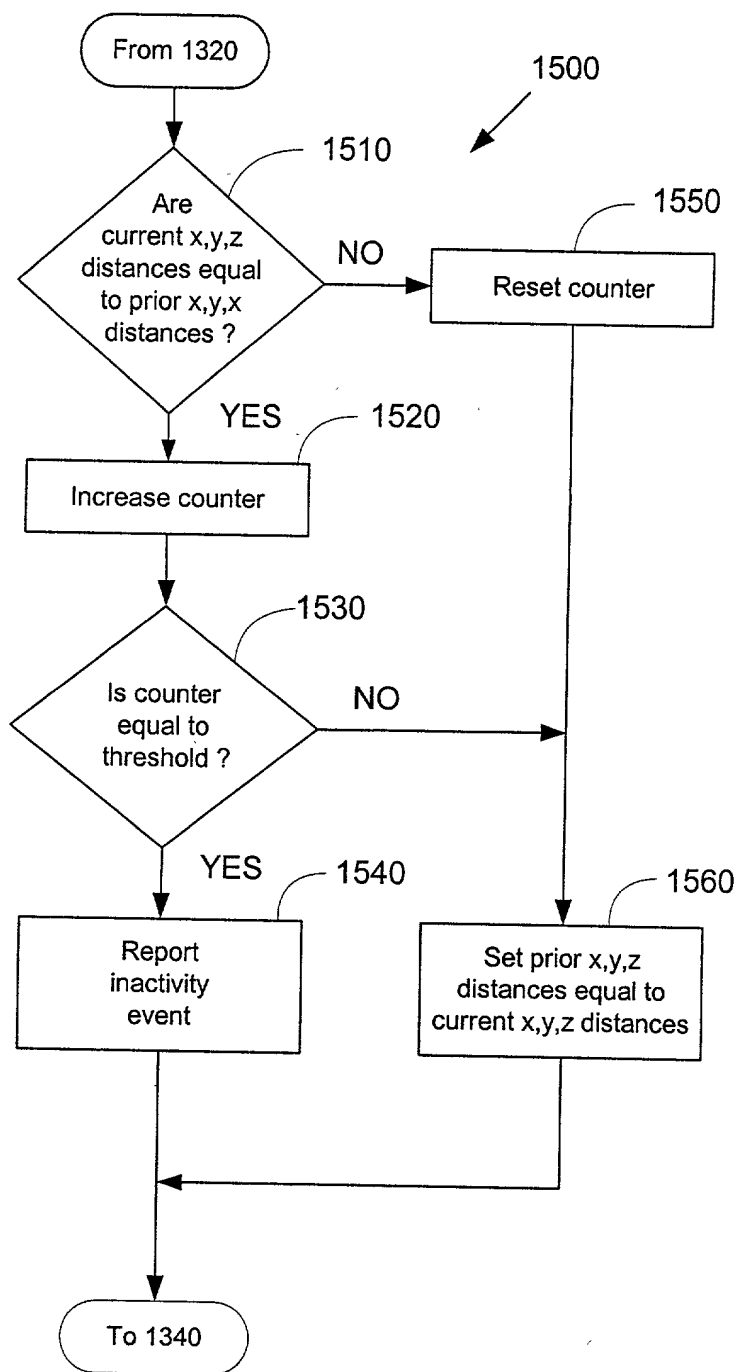 From 1320
1500
1510
Are
current x,y,z
distances equal
to prior x,y,x
distances ?
NO
1550
Reset counter
YES
1520
Increase counter
1530
Is counter
equal to
threshold ?
NO
YES
1540
Report
inactivity
event
1560
Set prior x,y,z
distances equal to
current x,y,z distances
To 1340